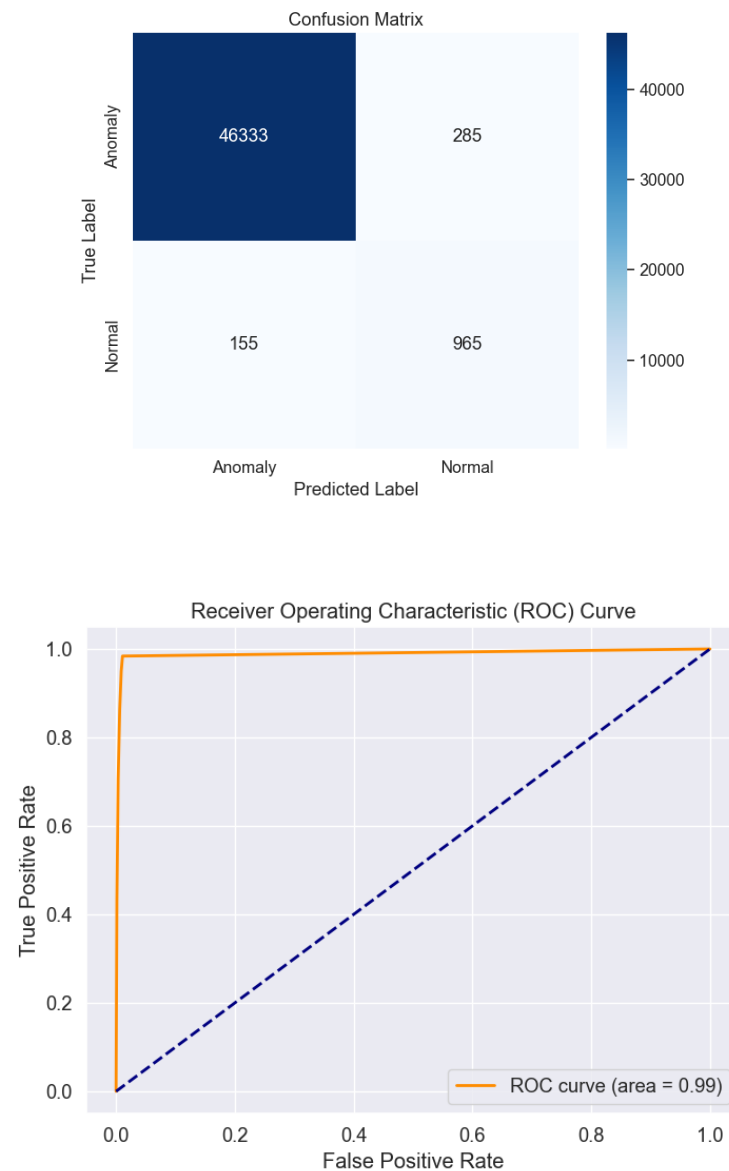 Confusion Matrix
Anomaly
46333
285
Normal
155
965
True Label
40000
30000
20000
10000
Anomaly
Normal
Predicted Label
Receiver Operating Characteristic (ROC) Curve
True Positive Rate
1.0
0.8
0.6
0.4
0.2
0.0
ROC curve (area = 0.99)
0.0
0.2
0.4
0.6
0.8
1.0
False Positive Rate